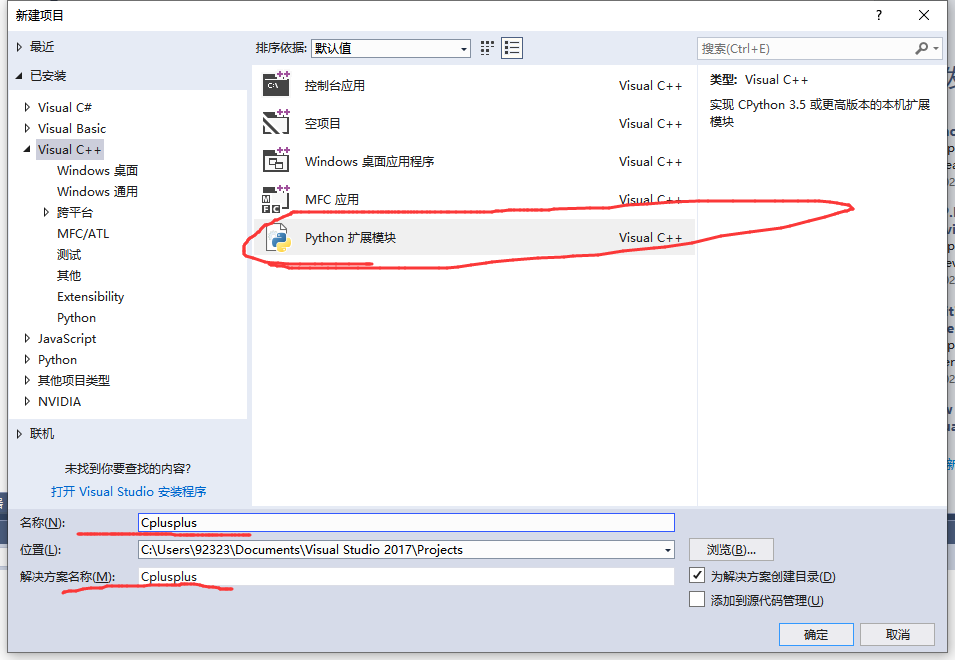 新建项目
?
最近
已安装
Visual C#
Visual Basic
Visual C++
Windows 桌面
Windows 通用
跨平台
MFC/ATL
测试
其他
Extensibility
Python
JavaScript
Python
其他项目类型
NVIDIA
联机
未找到你要查找的内容?
打开 Visual Studio 安装程序
排序依据: 默认值
控制台应用 Visual C++
空项目 Visual C++
Windows 桌面应用程序 Visual C++
MFC 应用 Visual C++
Python 扩展模块 Visual C++
搜索(Ctrl+E)
类型: Visual C++
实现 CPython 3.5 或更高版本的本机扩展
模块
名称(N): Cplusplus
位置(L): C:\Users\92323\Documents\Visual Studio 2017\Projects
浏览(B)...
解决方案名称(M): Cplusplus
为解决方案创建目录(D)
添加到源代码管理(U)
确定
取消